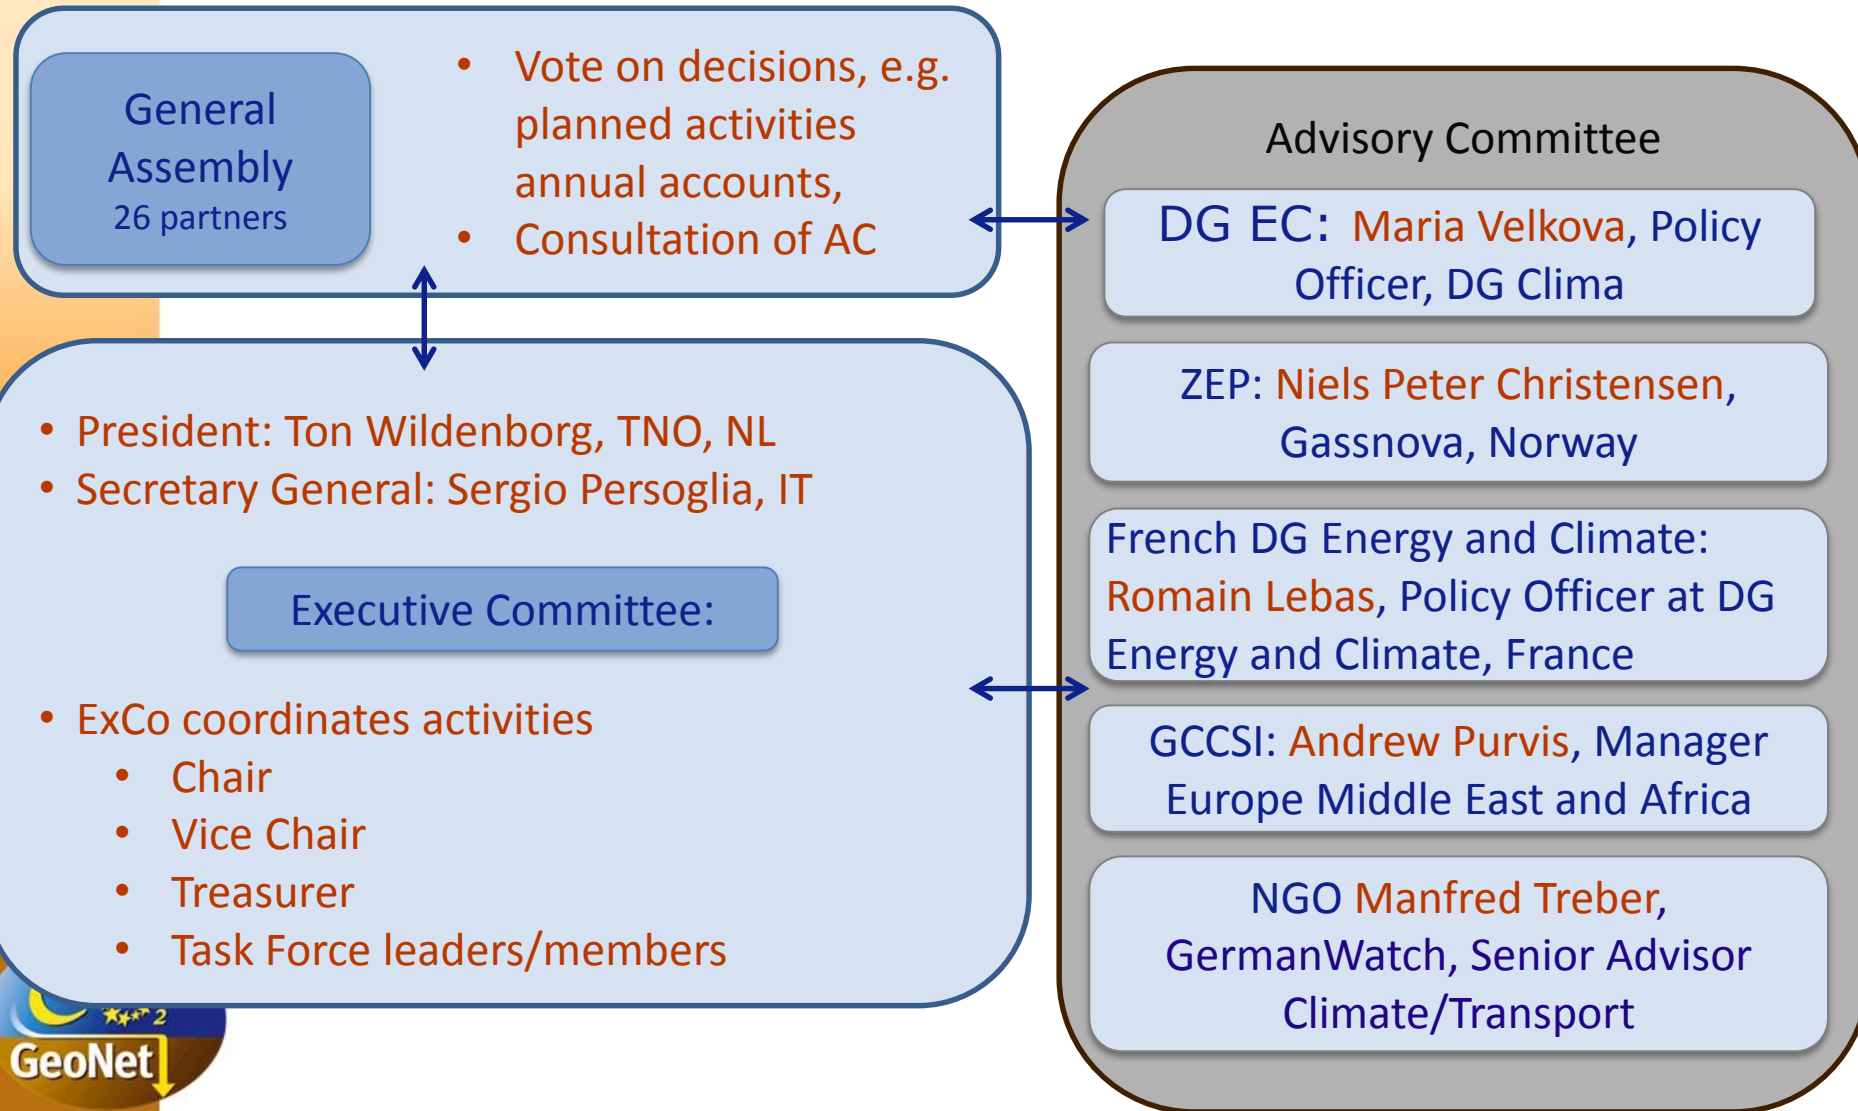 General
Assembly
26 partners
• Vote on decisions, e.g.
planned activities
annual accounts,
• Consultation of AC
• President: Ton Wildenborg, TNO, NL
• Secretary General: Sergio Persoglia, IT
Executive Committee:
• ExCo coordinates activities
• Chair
• Vice Chair
• Treasurer
• Task Force leaders/members
Advisory Committee
DG EC: Maria Velkova, Policy
Officer, DG Clima
ZEP: Niels Peter Christensen,
Gassnova, Norway
French DG Energy and Climate:
Romain Lebas, Policy Officer at DG
Energy and Climate, France
GCCSI: Andrew Purvis, Manager
Europe Middle East and Africa
NGO Manfred Treber,
GermanWatch, Senior Advisor
Climate/Transport
2
GeoNet